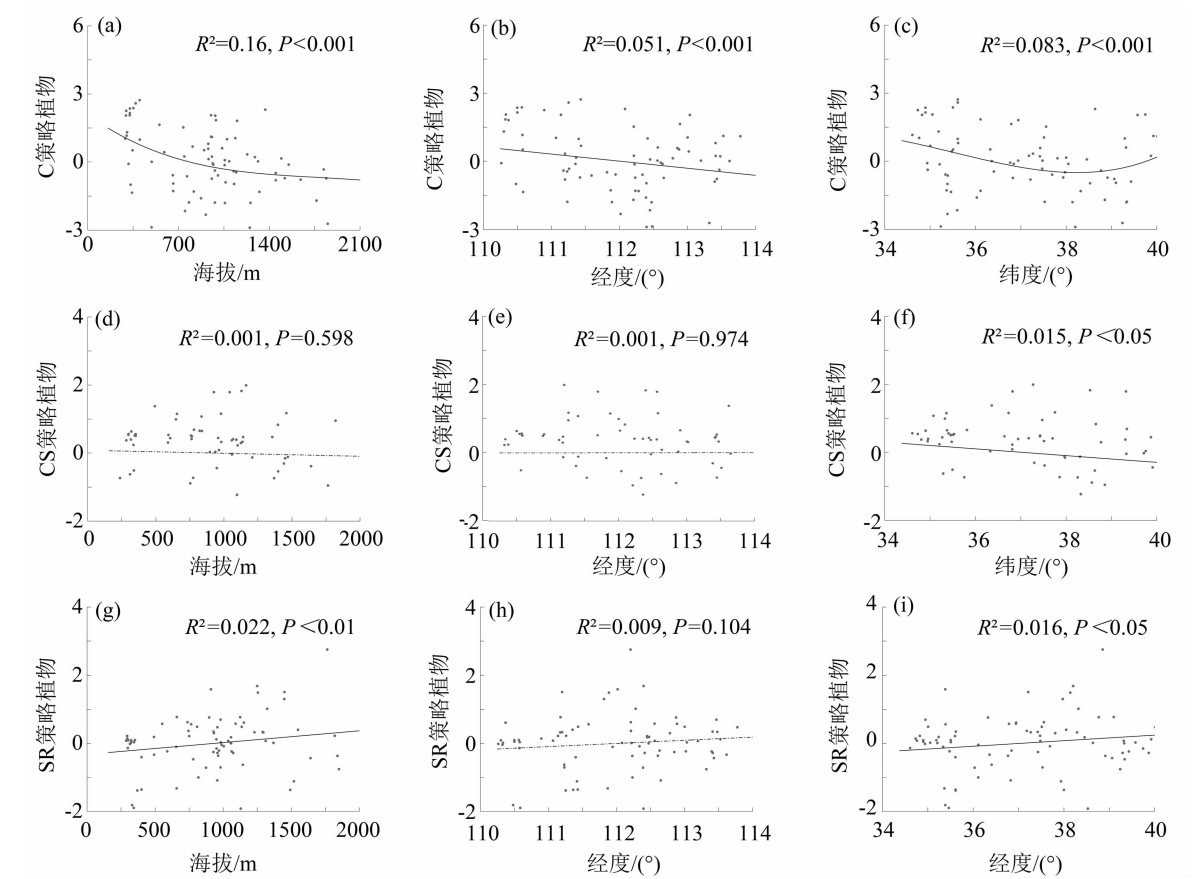 (a)
R²=0.16, P<0.001
C策略植物
6
3
0
-3
0 700 1400 2100
海拔/m
(b)
R²=0.051, P<0.001
C策略植物
6
3
0
-3
110 111 112 113 114
经度/(°)
(c)
R²=0.083, P<0.001
C策略植物
6
3
0
-3
34 36 38 40
纬度/(°)
(d)
R²=0.001, P=0.598
CS策略植物
4
2
0
-2
0 500 1000 1500 2000
海拔/m
(e)
R²=0.001, P=0.974
CS策略植物
4
2
0
-2
110 111 112 113 114
经度/(°)
(f)
R²=0.015, P<0.05
CS策略植物
4
2
0
-2
34 36 38 40
纬度/(°)
(g)
R²=0.022, P<0.01
SR策略植物
4
2
0
-2
0 500 1000 1500 2000
海拔/m
(h)
R²=0.009, P=0.104
SR策略植物
4
2
0
-2
110 111 112 113 114
经度/(°)
(i)
R²=0.016, P<0.05
SR策略植物
4
2
0
-2
34 36 38 40
经度/(°)